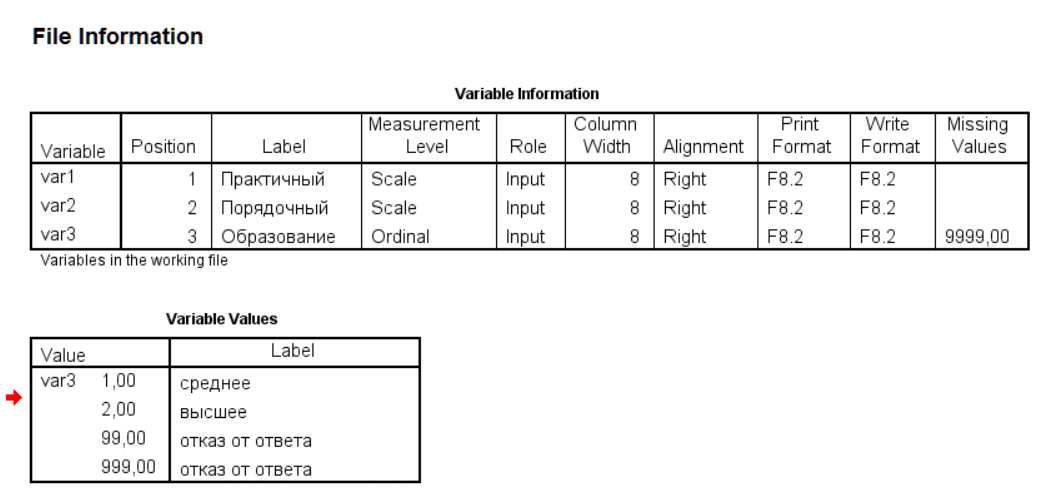 File Information
Variable Information
Variable Position Label Measurement Level Role Column Width Alignment Print Format Write Format Missing Values
var1 1 Практичный Scale Input 8 Right F8.2 F8.2
var2 2 Порядочный Scale Input 8 Right F8.2 F8.2
var3 3 Образование Ordinal Input 8 Right F8.2 F8.2 9999,00
Variables in the working file
Variable Values
Value Label
var3 1,00 среднее
2,00 высшее
99,00 отказ от ответа
999,00 отказ от ответа